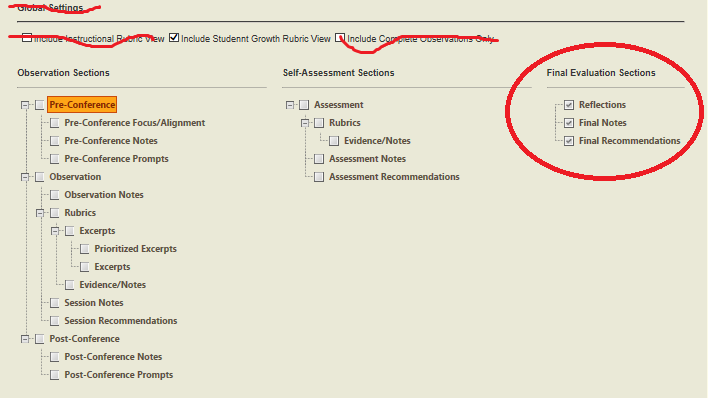 Global Settings
Include Instructional Rubric View Include Studennt Growth Rubric View Include Complete Observations Only
Observation Sections
Pre-Conference
Pre-Conference Focus/Alignment
Pre-Conference Notes
Pre-Conference Prompts
Observation
Observation Notes
Rubrics
Excerpts
Prioritized Excerpts
Excerpts
Evidence/Notes
Session Notes
Session Recommendations
Post-Conference
Post-Conference Notes
Post-Conference Prompts
Self-Assessment Sections
Assessment
Rubrics
Evidence/Notes
Assessment Notes
Assessment Recommendations
Final Evaluation Sections
Reflections
Final Notes
Final Recommendations